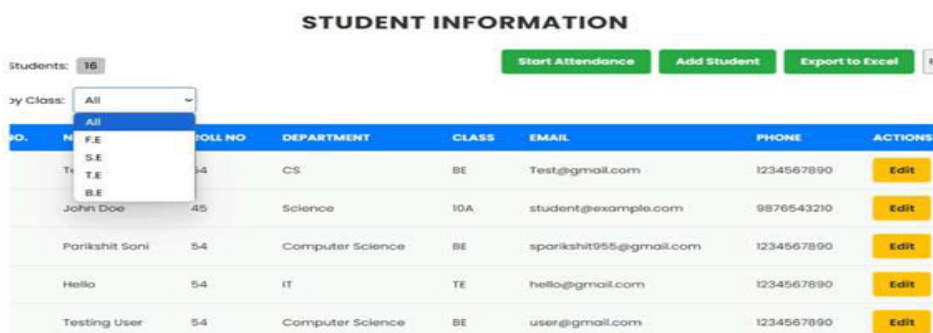 STUDENT INFORMATION
Students: 16 Start Attendance Add Student Export to Excel
by Class: All
All
F.E
S.E
T.E
B.E
ROLL NO DEPARTMENT CLASS EMAIL PHONE ACTIONS
54 CS BE Test@gmail.com 1234567890 Edit
John Doe 45 Science 10A student@example.com 9876543210 Edit
Parikshit Soni 54 Computer Science BE sparikshit955@gmail.com 1234567890 Edit
Hello 54 IT TE hello@gmail.com 1234567890 Edit
Testing User 54 Computer Science BE user@gmail.com 1234567890 Edit